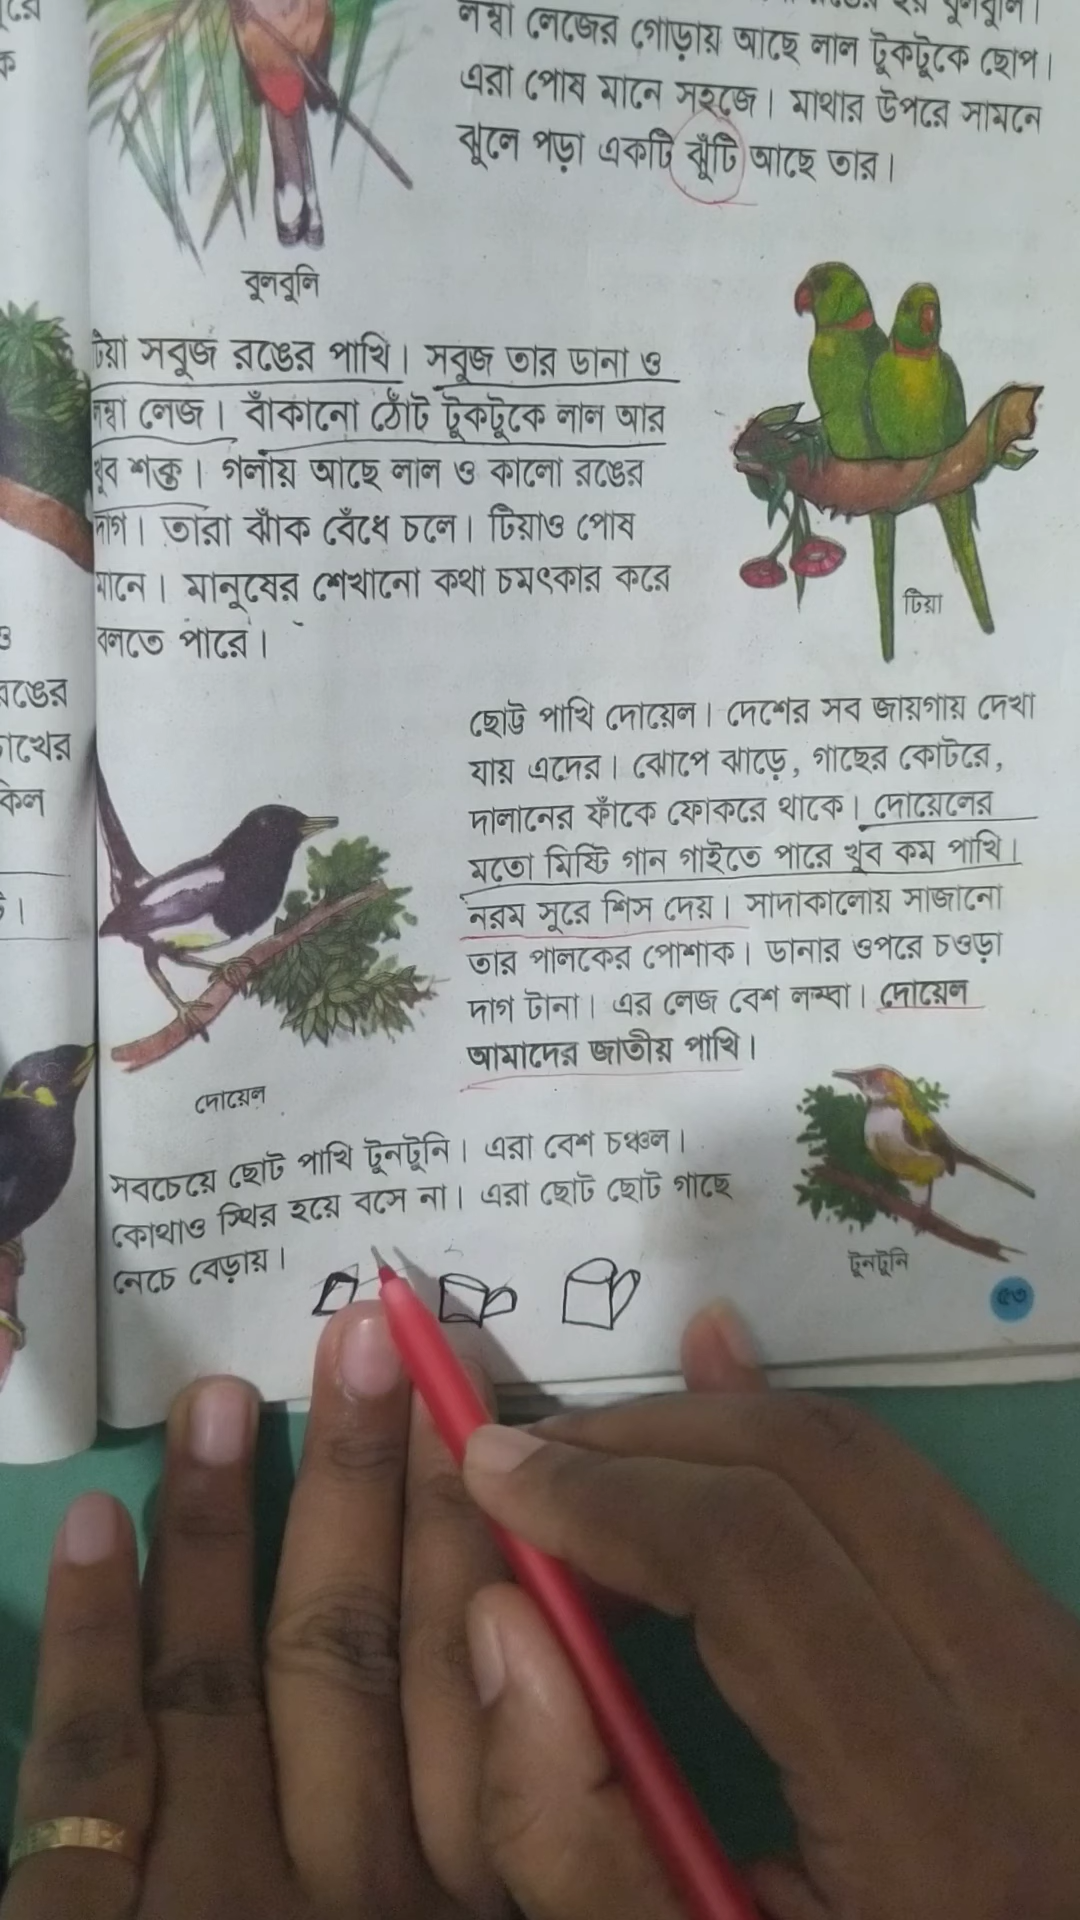 লম্বা লেজের গোড়ায় আছে লাল টুকটুকে ছোপ।
এরা পোষ মানে সহজে। মাথার উপরে সামনে
ঝুলে পড়া একটি ঝুঁটি আছে তার।
বুলবুলি
টিয়া সবুজ রঙের পাখি। সবুজ তার ডানা ও
লম্বা লেজ। বাঁকানো ঠোঁট টুকটুকে লাল আর
খুব শক্ত। গলায় আছে লাল ও কালো রঙের
দাগ। তারা ঝাঁক বেঁধে চলে। টিয়াও পোষ
মানে। মানুষের শেখানো কথা চমৎকার করে
বলতে পারে।
টিয়া
রঙের
ছোট্ট পাখি দোয়েল। দেশের সব জায়গায় দেখা
যায় এদের। ঝোপে ঝাড়ে, গাছের কোটরে,
দালানের ফাঁকে ফোকরে থাকে। দোয়েলের
মতো মিষ্টি গান গাইতে পারে খুব কম পাখি।
নরম সুরে শিস দেয়। সাদাকালোয় সাজানো
তার পালকের পোশাক। ডানার ওপরে চওড়া
দাগ টানা। এর লেজ বেশ লম্বা। দোয়েল
আমাদের জাতীয় পাখি।
দোয়েল
সবচেয়ে ছোট পাখি টুনটুনি। এরা বেশ চঞ্চল।
কোথাও স্থির হয়ে বসে না। এরা ছোট ছোট গাছে
নেচে বেড়ায়।
টুনটুনি
৫৩